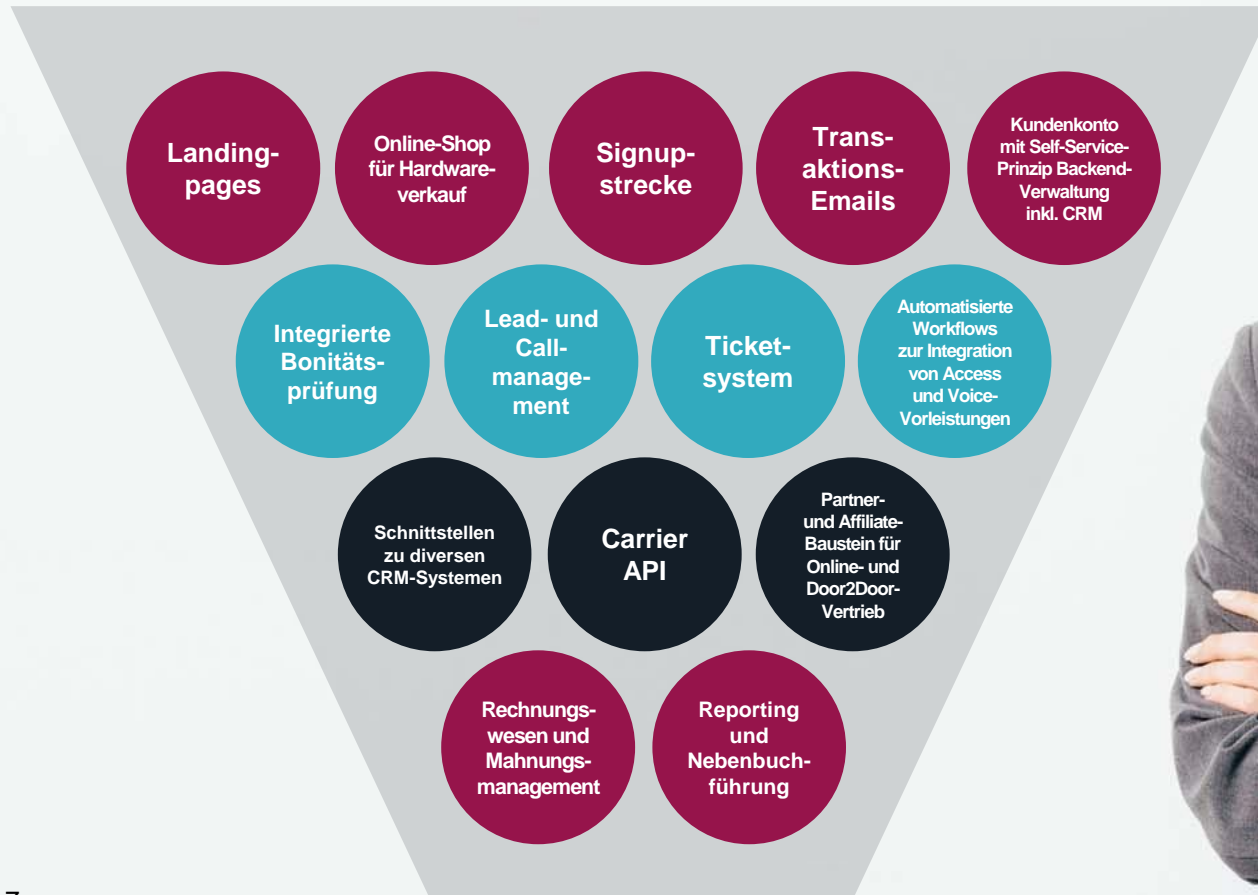 Landing-
pages
Online-Shop
für Hardware-
verkauf
Signup-
strecke
Trans-
aktions-
Emails
Kundenkonto
mit Self-Service-
Prinzip Backend-
Verwaltung
inkl. CRM
Integrierte
Bonitäts-
prüfung
Lead- und
Call-
manage-
ment
Ticket-
system
Automatisierte
Workflows
zur Integration
von Access
und Voice-
Vorleistungen
Schnittstellen
zu diversen
CRM-Systemen
Carrier
API
Partner-
und Affiliate-
Baustein für
Online- und
Door2Door-
Vertrieb
Rechnungs-
wesen und
Mahnungs-
management
Reporting
und
Nebenbuch-
führung